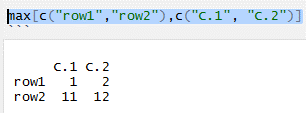 max[c("row1","row2"),c("C.1", "C.2")]
```
C.1 C.2
row1 1 2
row2 11 12